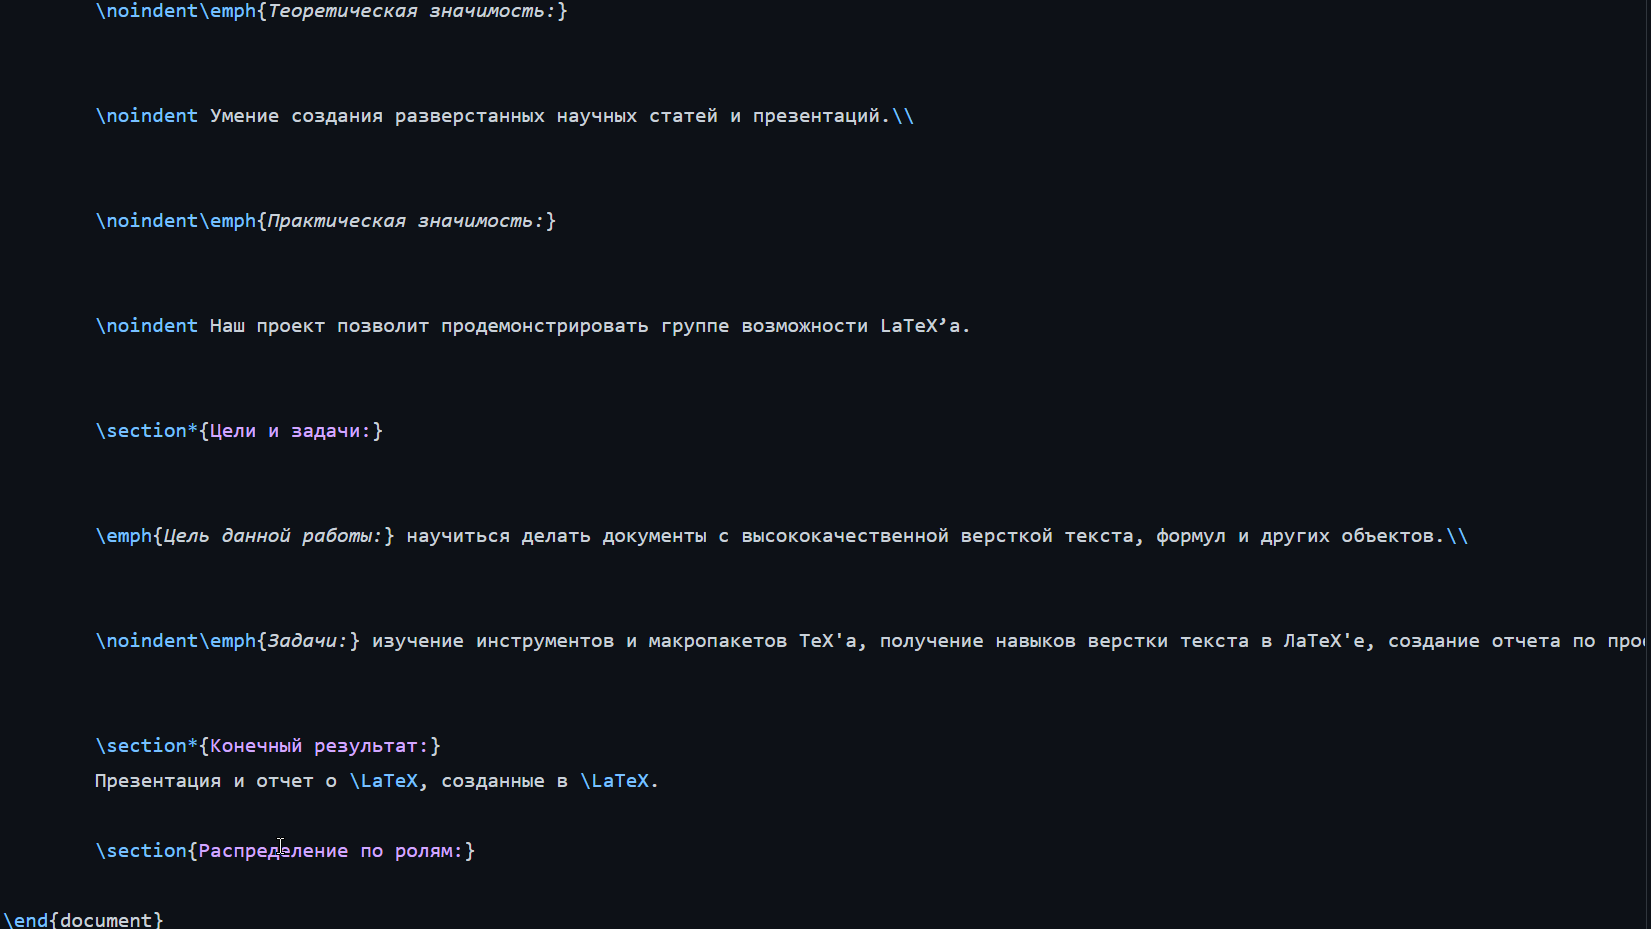 \noindent\emph{Теоретическая значимость:}
\noindent Умение создания разверстанных научных статей и презентаций.\\
\noindent\emph{Практическая значимость:}
\noindent Наш проект позволит продемонстрировать группе возможности LaTeX’а.
\section*{Цели и задачи:}
\emph{Цель данной работы:} научиться делать документы с высококачественной версткой текста, формул и других объектов.\\
\noindent\emph{Задачи:} изучение инструментов и макропакетов TeX'а, получение навыков верстки текста в ЛаТеХ'е, создание отчета по
\section*{Конечный результат:}
Презентация и отчет о \LaTeX, созданные в \LaTeX.
\section{Распределение по ролям:}
\end{document}